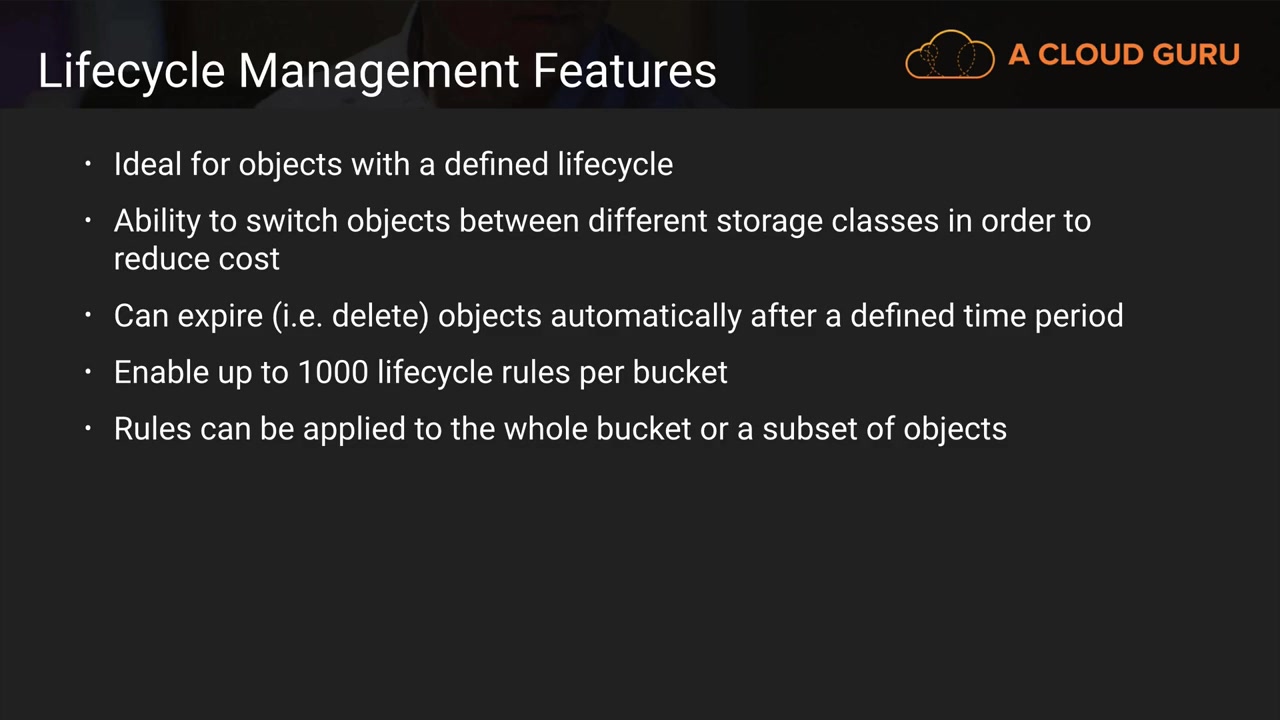 Lifecycle Management Features
A CLOUD GURU
· Ideal for objects with a defined lifecycle
· Ability to switch objects between different storage classes in order to
reduce cost
· Can expire (i.e. delete) objects automatically after a defined time period
· Enable up to 1000 lifecycle rules per bucket
· Rules can be applied to the whole bucket or a subset of objects